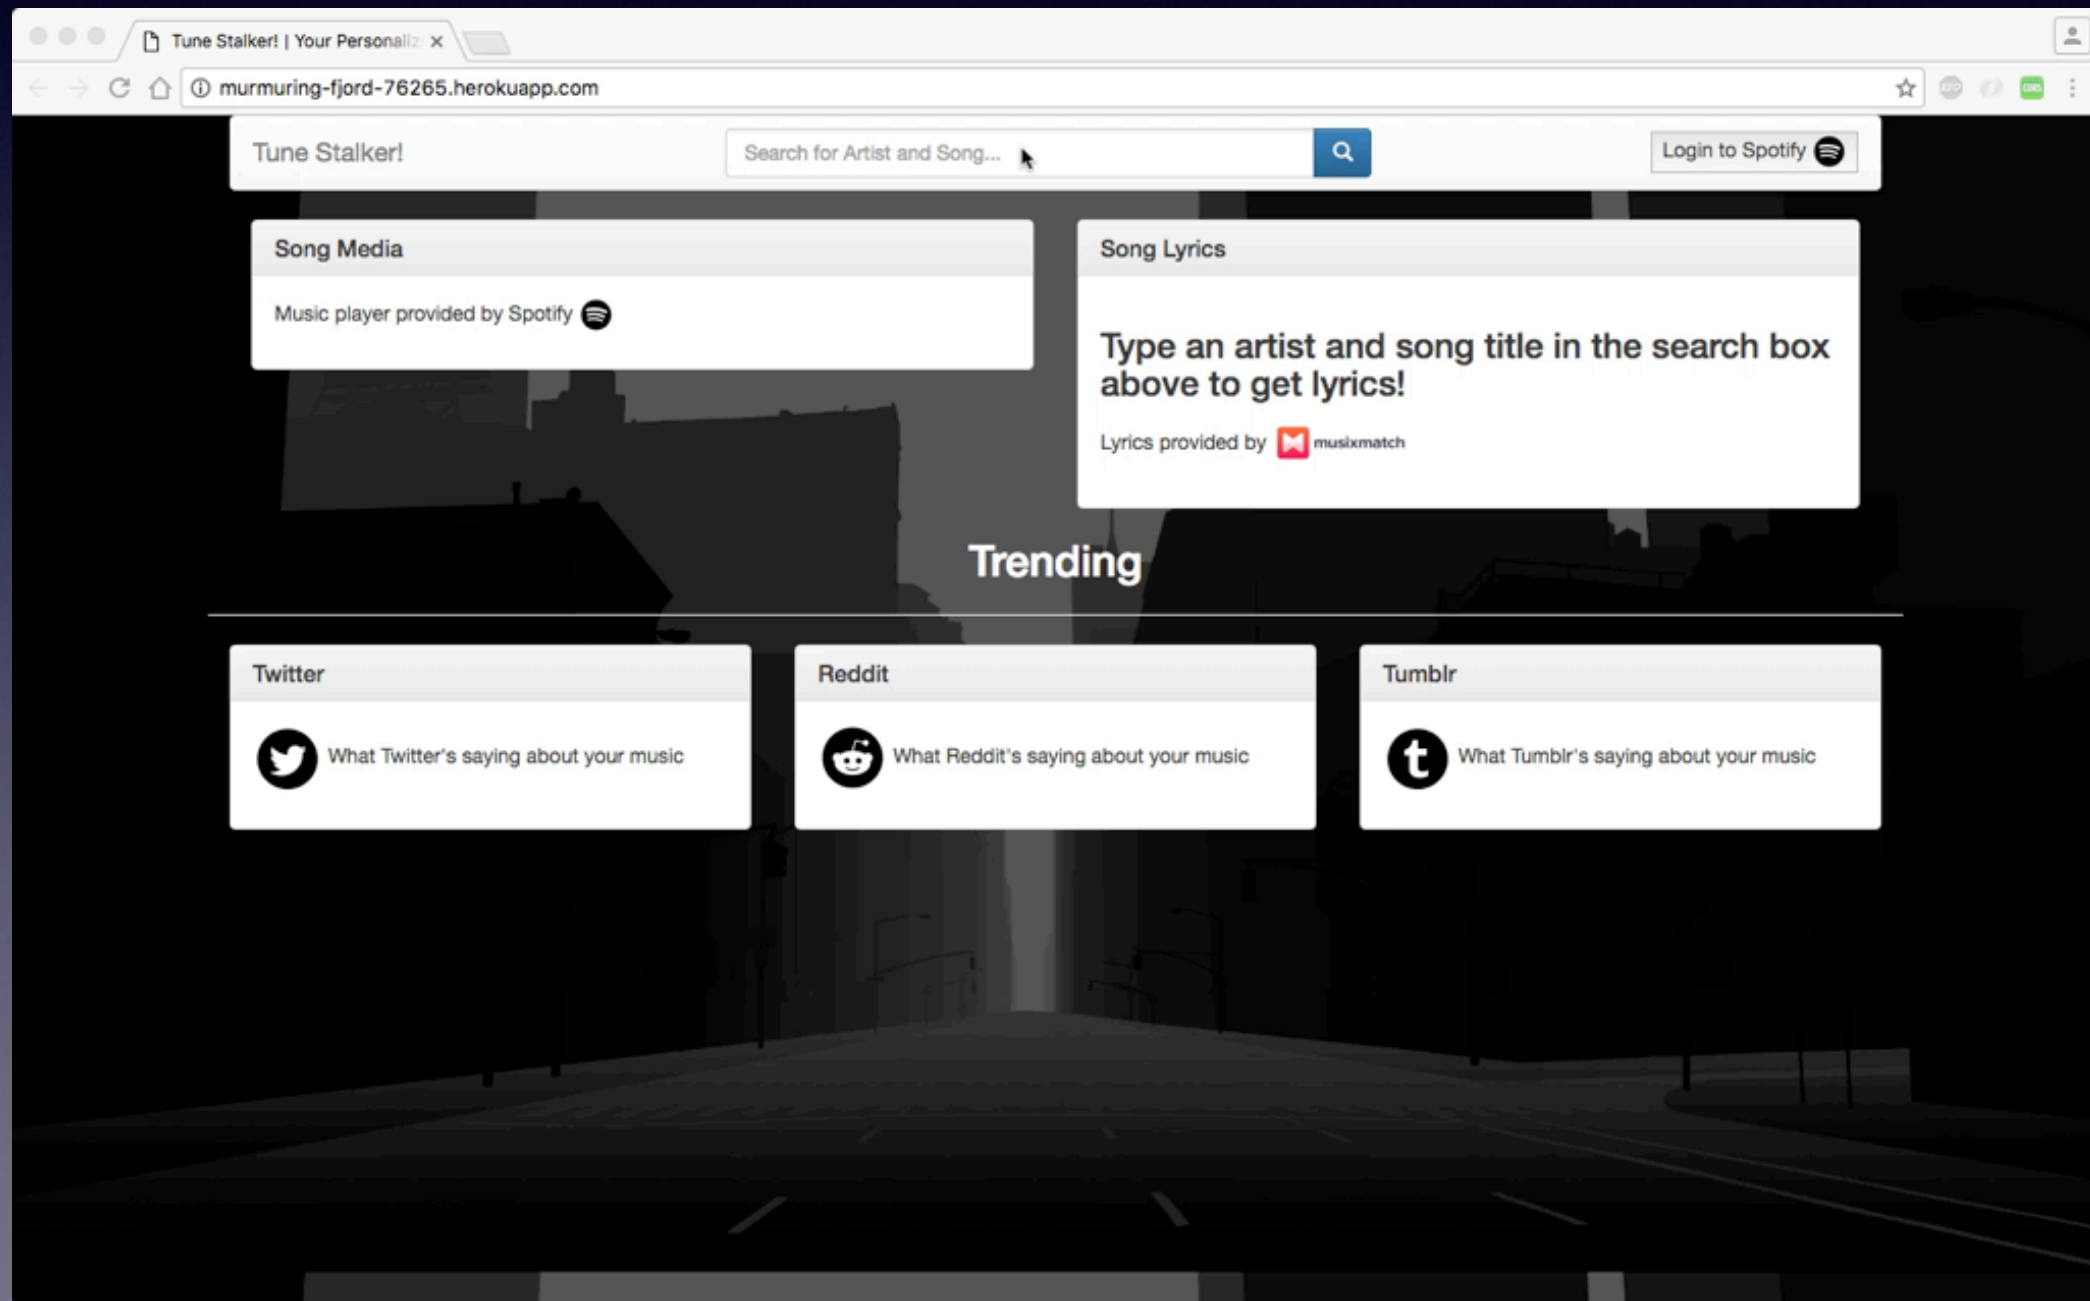 Tune Stalker! | Your Personaliz
murmuring-fjord-76265.herokuapp.com
Tune Stalker!
Search for Artist and Song...
Login to Spotify
Song Media
Music player provided by Spotify
Song Lyrics
Type an artist and song title in the search box
above to get lyrics!
Lyrics provided by musixmatch
Trending
Twitter
What Twitter's saying about your music
Reddit
What Reddit's saying about your music
Tumblr
What Tumblr's saying about your music